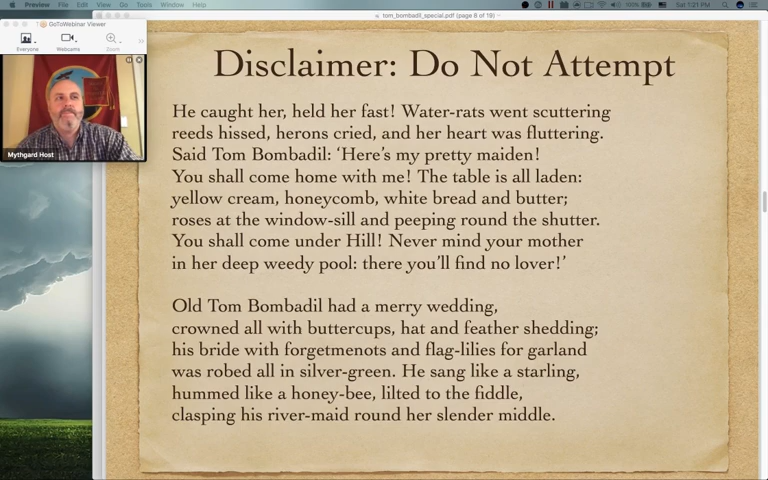 Preview File Edit View Go Tools Window Help
100%
Sat 1:21 PM
tom_bombadil_special.pdf (page 8 of 19)
GoToWebinar Viewer
Everyone Webcams Zoom
Mythgard Host
Disclaimer: Do Not Attempt
He caught her, held her fast! Water-rats went scuttering
reeds hissed, herons cried, and her heart was fluttering.
Said Tom Bombadil: ‘Here’s my pretty maiden!
You shall come home with me! The table is all laden:
yellow cream, honeycomb, white bread and butter;
roses at the window-sill and peeping round the shutter.
You shall come under Hill! Never mind your mother
in her deep weedy pool: there you’ll find no lover!’
Old Tom Bombadil had a merry wedding,
crowned all with buttercups, hat and feather shedding;
his bride with forgetmenots and flag-lilies for garland
was robed all in silver-green. He sang like a starling,
hummed like a honey-bee, lilted to the fiddle,
clasping his river-maid round her slender middle.